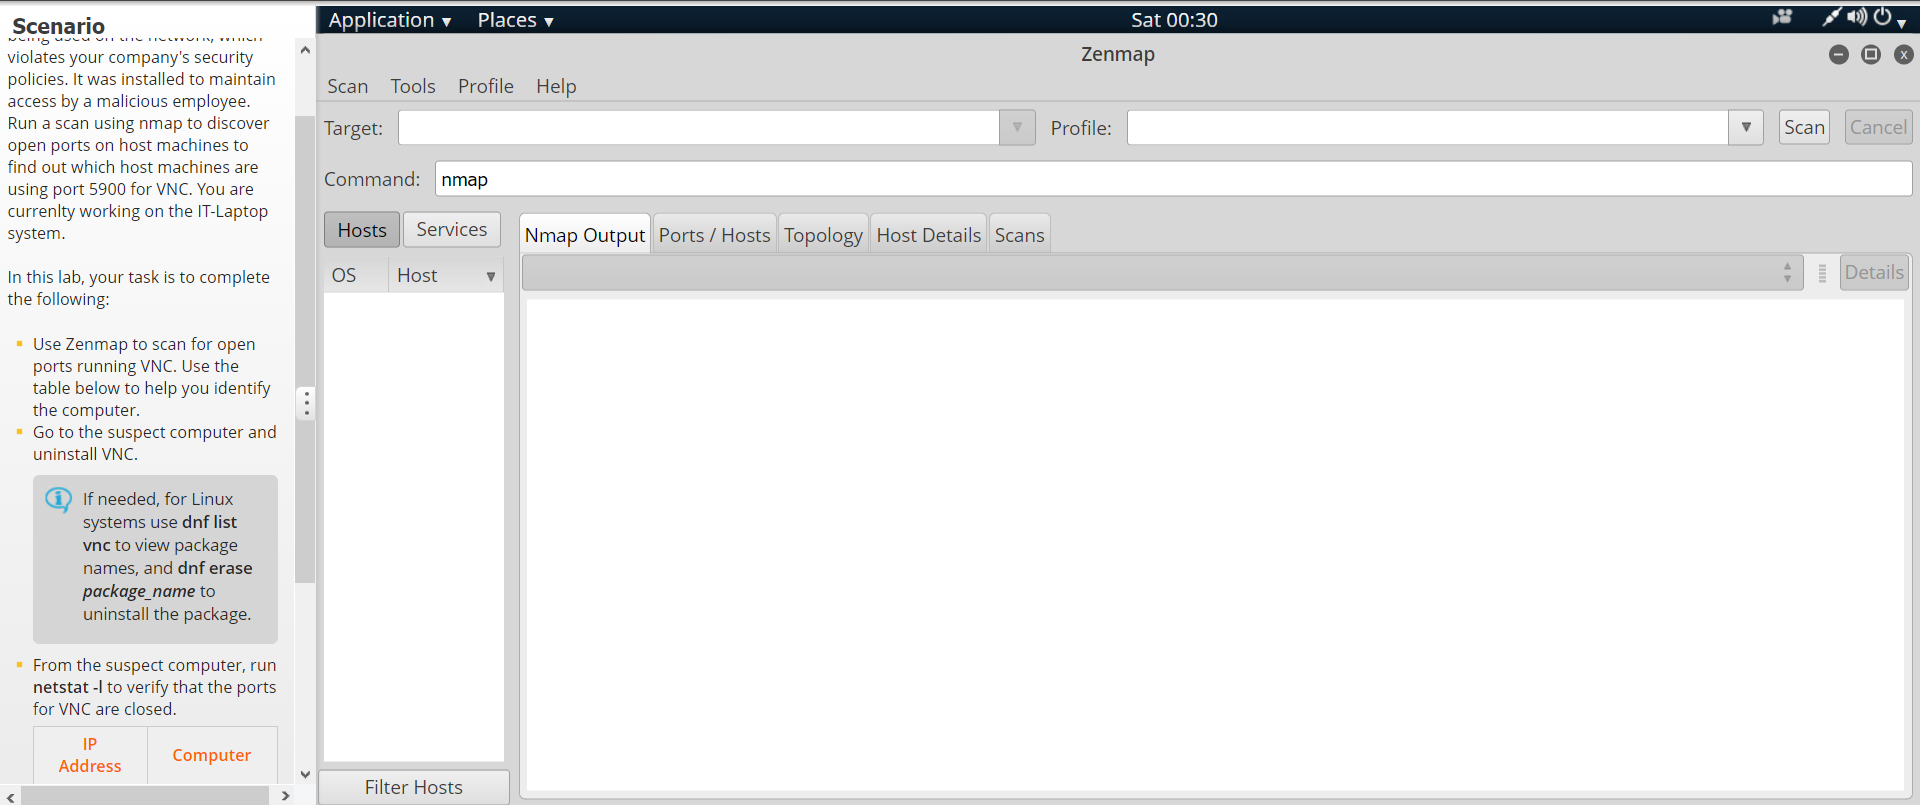 Scenario
being used on the network, which
violates your company's security
policies. It was installed to maintain
access by a malicious employee.
Run a scan using nmap to discover
open ports on host machines to
find out which host machines are
using port 5900 for VNC. You are
currenlty working on the IT-Laptop
system.
In this lab, your task is to complete
the following:
Use Zenmap to scan for open
ports running VNC. Use the
table below to help you identify
the computer.
Go to the suspect computer and
uninstall VNC.
If needed, for Linux
systems use dnf list
vnc to view package
names, and dnf erase
package_name to
uninstall the package.
From the suspect computer, run
netstat -l to verify that the ports
for VNC are closed.
IP
Address
Computer
Application
Places
Sat 00:30
Zenmap
Scan
Tools
Profile
Help
Target:
Profile:
Scan
Cancel
Command:
nmap
Hosts
Services
Nmap Output
Ports / Hosts
Topology
Host Details
Scans
OS
Host
Details
Filter Hosts